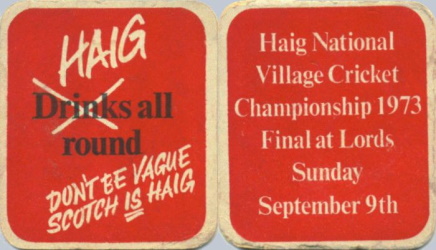 HAIG
Drinks all
round
DON'T BE VAGUE
SCOTCH IS HAIG
Haig National
Village Cricket
Championship 1973
Final at Lords
Sunday
September 9th